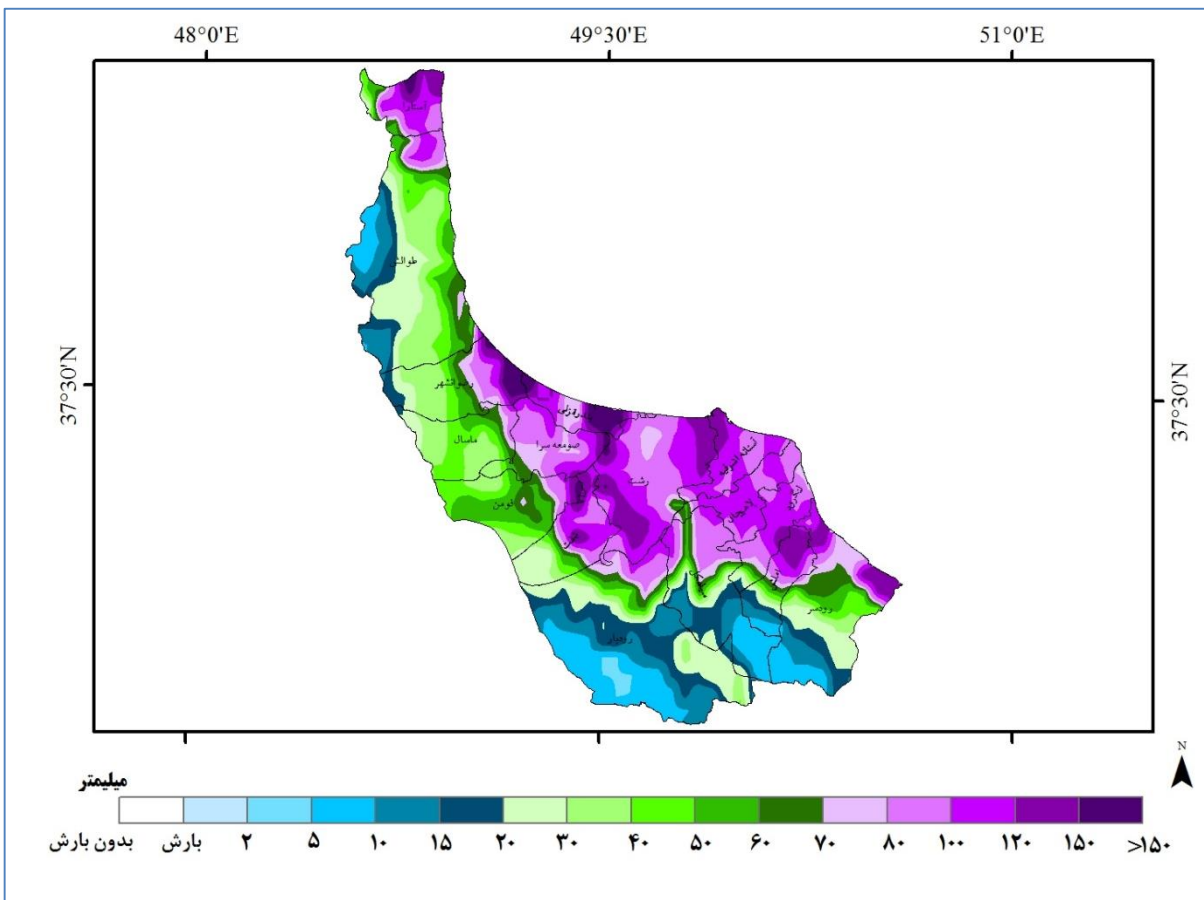 48°0'E 49°30'E 51°0'E
آستارا
طوالش
37°30'N
37°30'N
رضوانشهر
ماسال
صومعه سرا
رشت
آستانه اشرفیه
فومن
لاهیجان
رودسر
رودبار
N
میلیمتر
بدون بارش بارش ۲ ۵ ۱۰ ۱۵ ۲۰ ۳۰ ۴۰ ۵۰ ۶۰ ۷۰ ۸۰ ۱۰۰ ۱۲۰ ۱۵۰ >۱۵۰